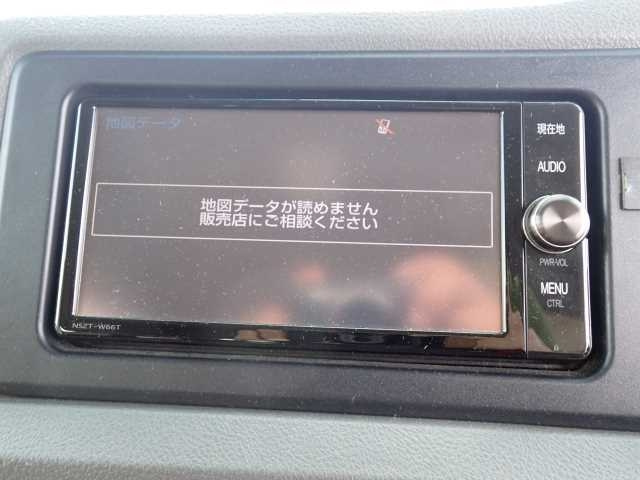 地図データ
地図データが読めません
販売店にご相談ください
NSZT-W66T
現在地
AUDIO
PWR·VOL
MENU
CTRL